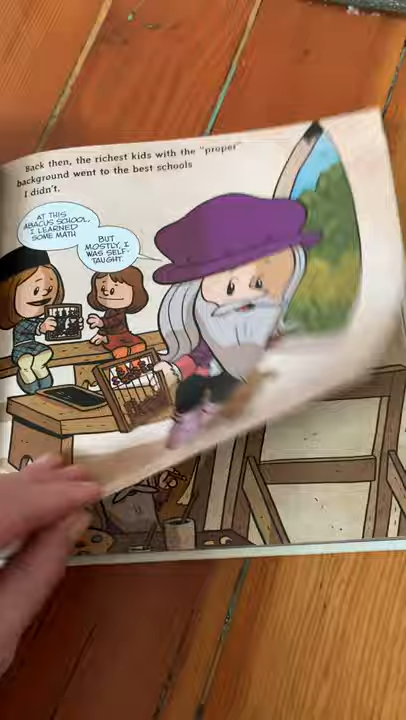 Back then, the richest kids with the "proper"
background went to the best schools
I didn't.
AT THIS
ABACUS SCHOOL,
I LEARNED
SOME MATH
BUT
MOSTLY, I
WAS SELF-
TAUGHT.